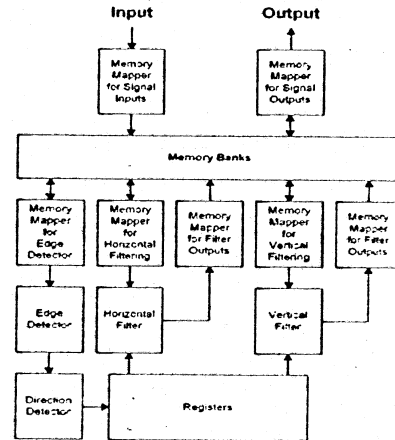 Input
Output
Memory
Mapper
for Signal
Inputs
Memory
Mapper
for Signal
Outputs
Memory Banks
Memory
Mapper
for
Edge
Detector
Memory
Mapper
for
Horizontal
Filtering
Memory
Mapper
for Filter
Outputs
Memory
Mapper
for
Vertical
Filtering
Memory
Mapper
for Filter
Outputs
Edge
Detector
Horizontal
Filter
Vertical
Filter
Direction
Detector
Registers